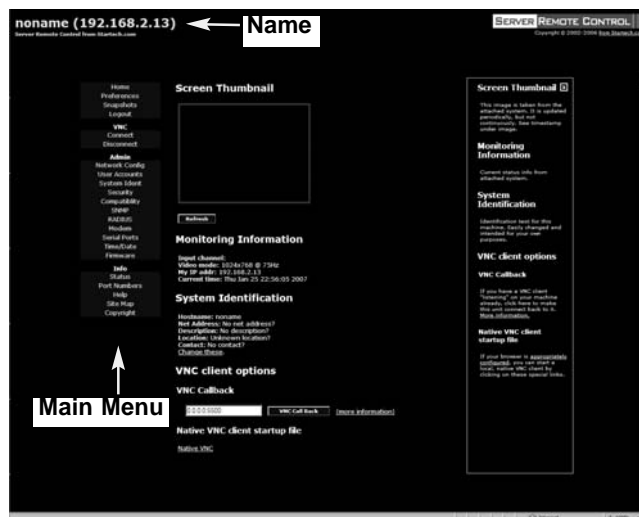 noname (192.168.2.13)
Server Remote Control from Startech.com
Name
SERVER REMOTE CONTROL
Home
Preferences
Snapshots
Logout
VNC
Connect
Disconnect
Admin
Network Config
User Accounts
System Ident
Security
Compatiblity
SNMP
RADIUS
Modem
Serial Ports
Time/Date
Firmware
Info
Status
Port Numbers
Help
Site Map
Copyright
Main Menu
Screen Thumbnail
Refresh
Monitoring Information
Input channel:
Video mode: 1024x768 @ 75Hz
My IP addr: 192.168.2.13
Current time: Thu Jan 25 22:56:05 2007
System Identification
Hostname: noname
Net Address: No net address?
Description: No description?
Location: Unknown location?
Contact: No contact?
Change these.
VNC client options
VNC Callback
0.0.0.0:5500
VNC Call Back
[more information]
Native VNC client startup file
Native VNC
Screen Thumbnail
This image is taken from the
attached system. It is updated
periodically, but not
continuously. See timestamp
under image.
Monitoring
Information
Current status info from
attached system.
System
Identification
Identification text for this
machine. Easily changed and
intended for your own
purposes.
VNC client options
VNC Callback
If you have a VNC client
"listening" on your machine
already, click here to make
this unit connect back to it.
More information.
Native VNC client
startup file
If your browser is appropriately
configured, you can start a
local, native VNC client by
clicking on these special links.